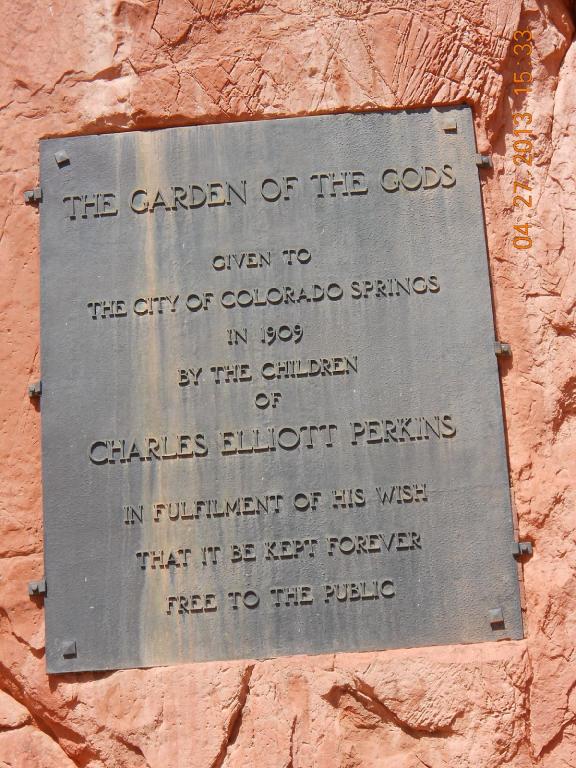 THE GARDEN OF THE GODS
GIVEN TO
THE CITY OF COLORADO SPRINGS
IN 1909
BY THE CHILDREN
OF
CHARLES ELLIOTT PERKINS
IN FULFILMENT OF HIS WISH
THAT IT BE KEPT FOREVER
FREE TO THE PUBLIC
04.27.2013 15:33